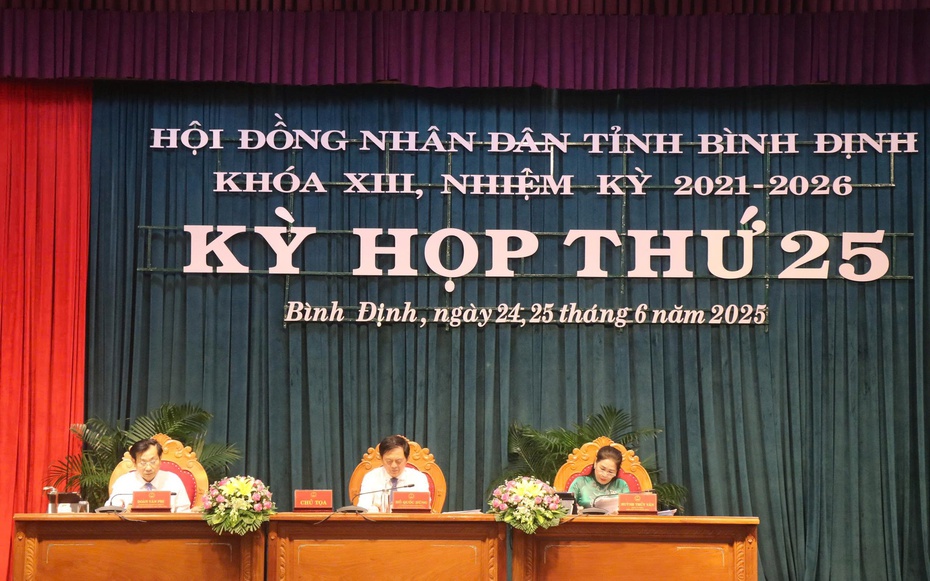 HỘI ĐỒNG NHÂN DÂN TỈNH BÌNH ĐỊNH
KHÓA XIII, NHIỆM KỲ 2021-2026
KỲ HỌP THỨ 25
Bình Định, ngày 24, 25 tháng 6 năm 2025
CHỦ TỌA